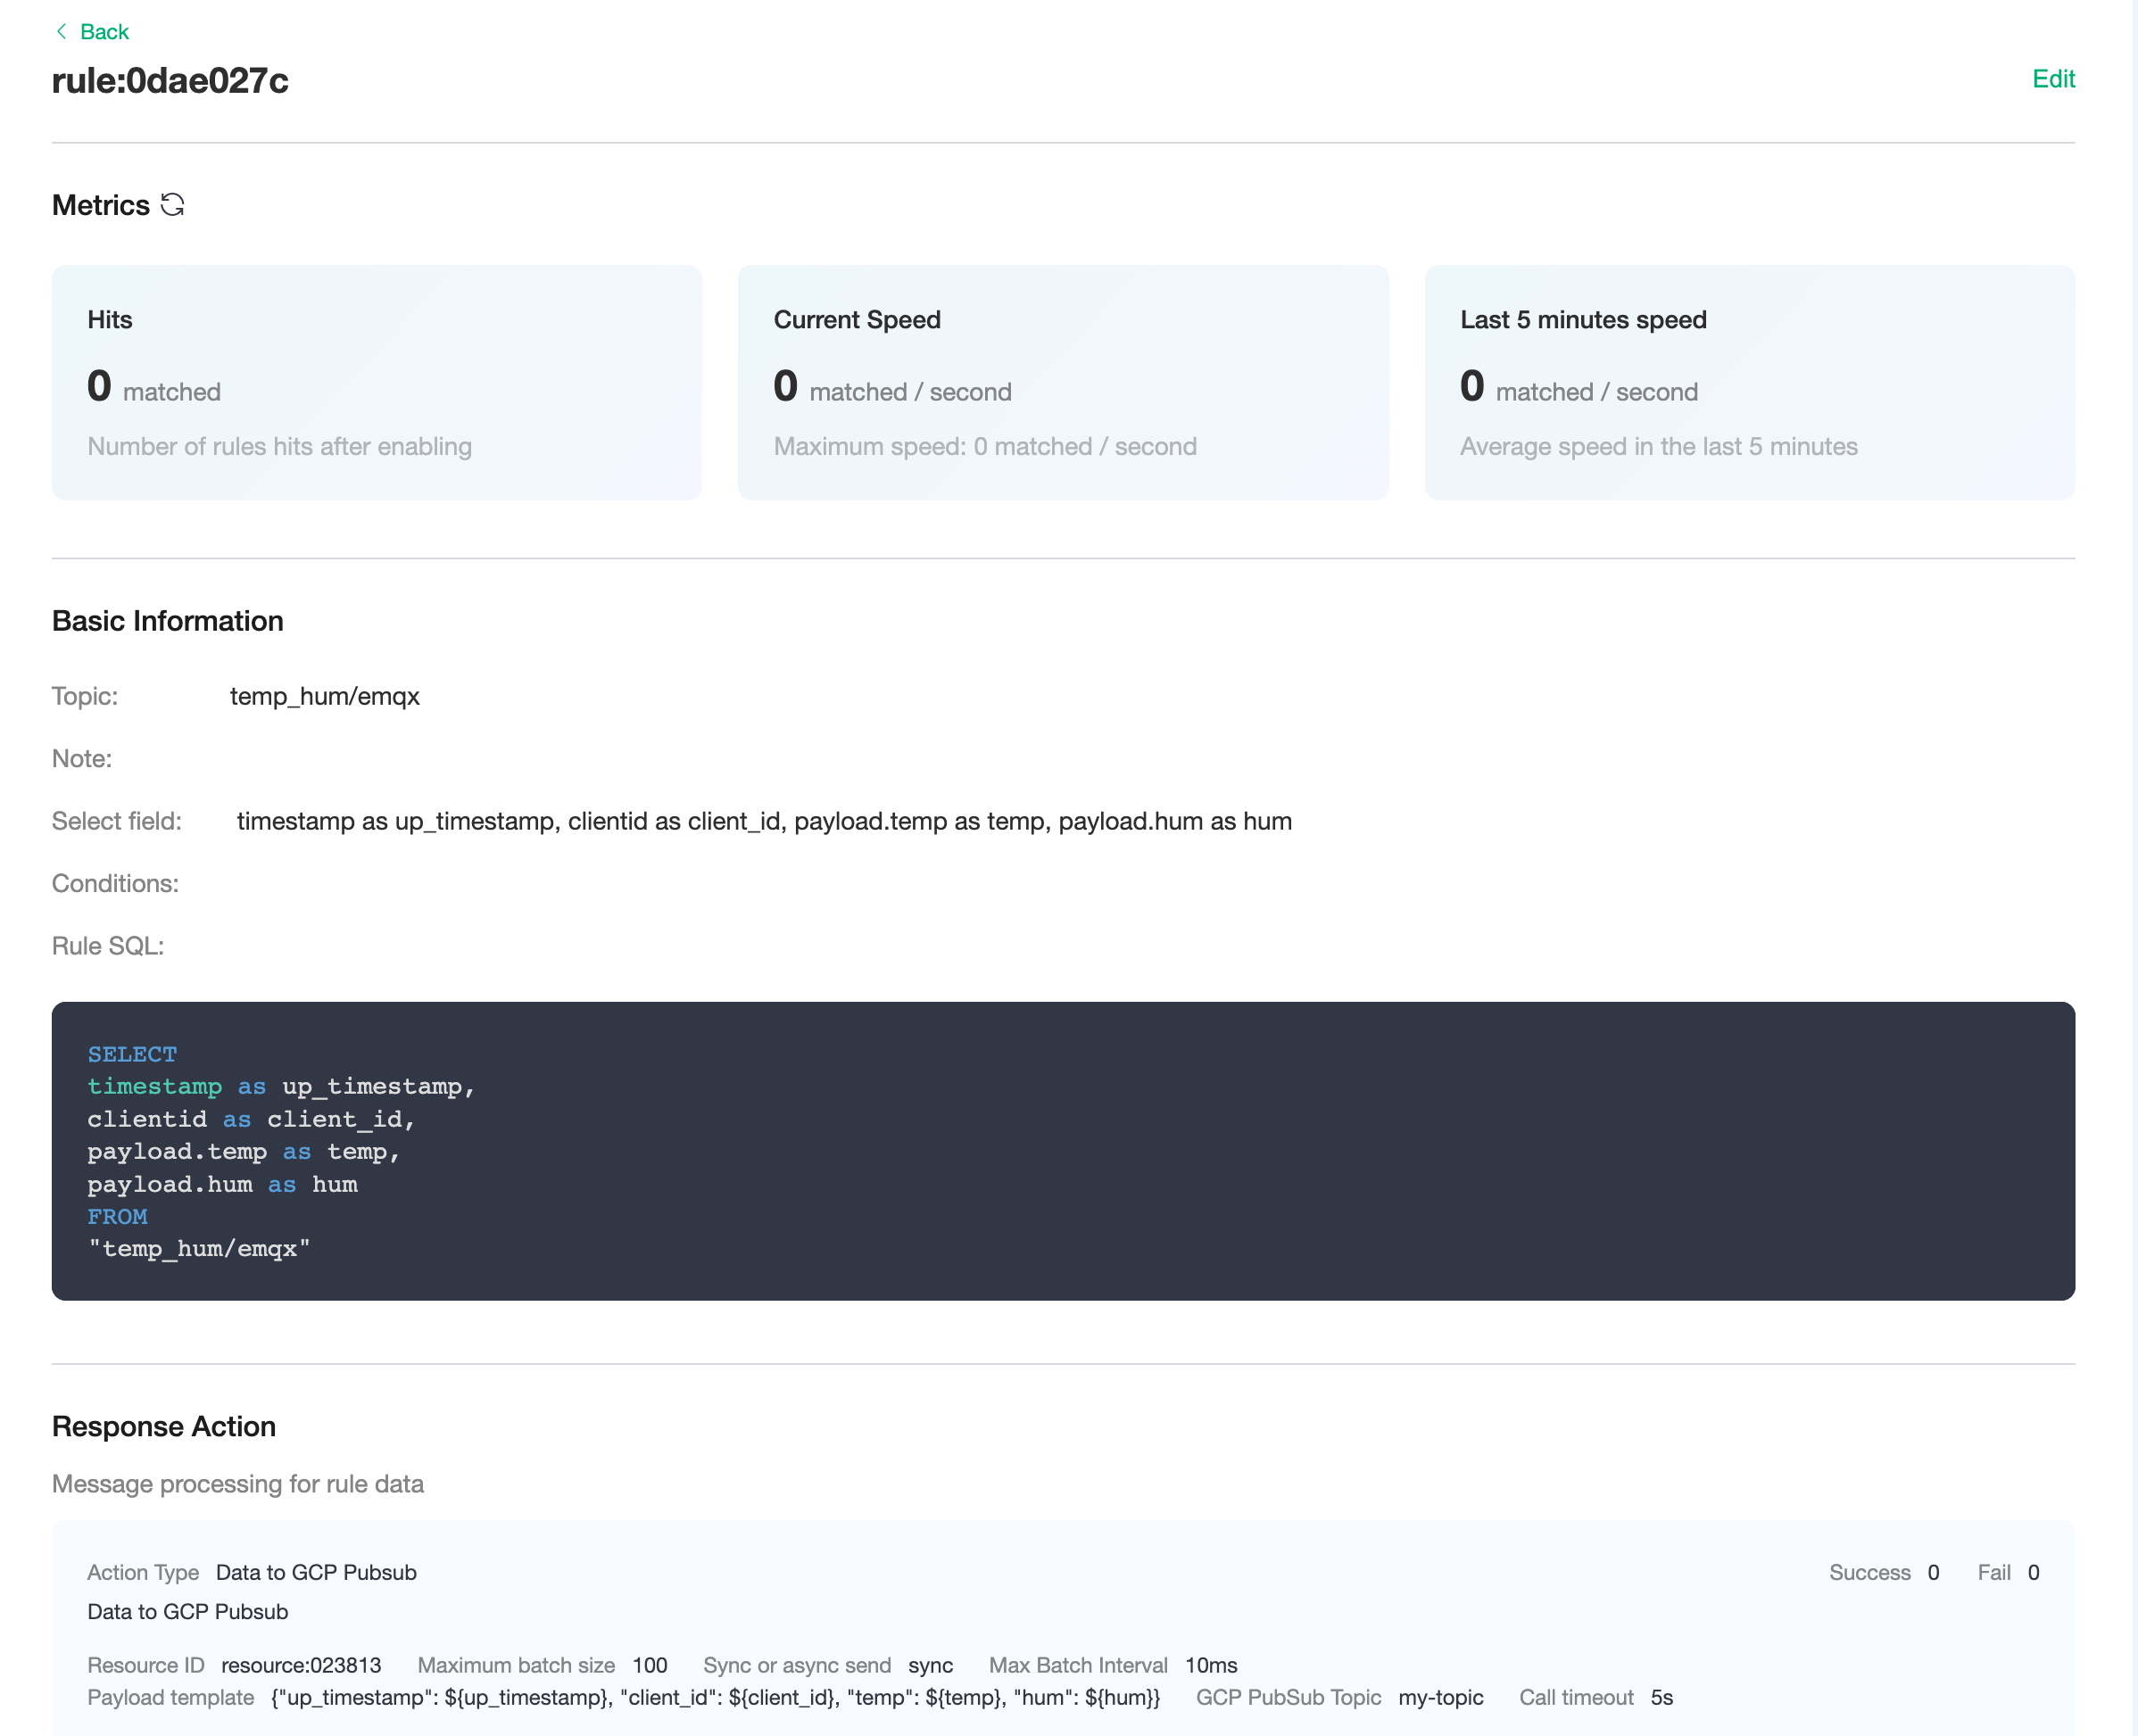 Back
rule:0dae027c
Edit
Metrics
Hits
0 matched
Number of rules hits after enabling
Current Speed
0 matched / second
Maximum speed: 0 matched / second
Last 5 minutes speed
0 matched / second
Average speed in the last 5 minutes
Basic Information
Topic: temp_hum/emqx
Note:
Select field: timestamp as up_timestamp, clientid as client_id, payload.temp as temp, payload.hum as hum
Conditions:
Rule SQL:
SELECT
timestamp as up_timestamp,
clientid as client_id,
payload.temp as temp,
payload.hum as hum
FROM
"temp_hum/emqx"
Response Action
Message processing for rule data
Action Type Data to GCP Pubsub Success 0 Fail 0
Data to GCP Pubsub
Resource ID resource:023813 Maximum batch size 100 Sync or async send sync Max Batch Interval 10ms
Payload template {"up_timestamp": ${up_timestamp}, "client_id": ${client_id}, "temp": ${temp}, "hum": ${hum}} GCP PubSub Topic my-topic Call timeout 5s